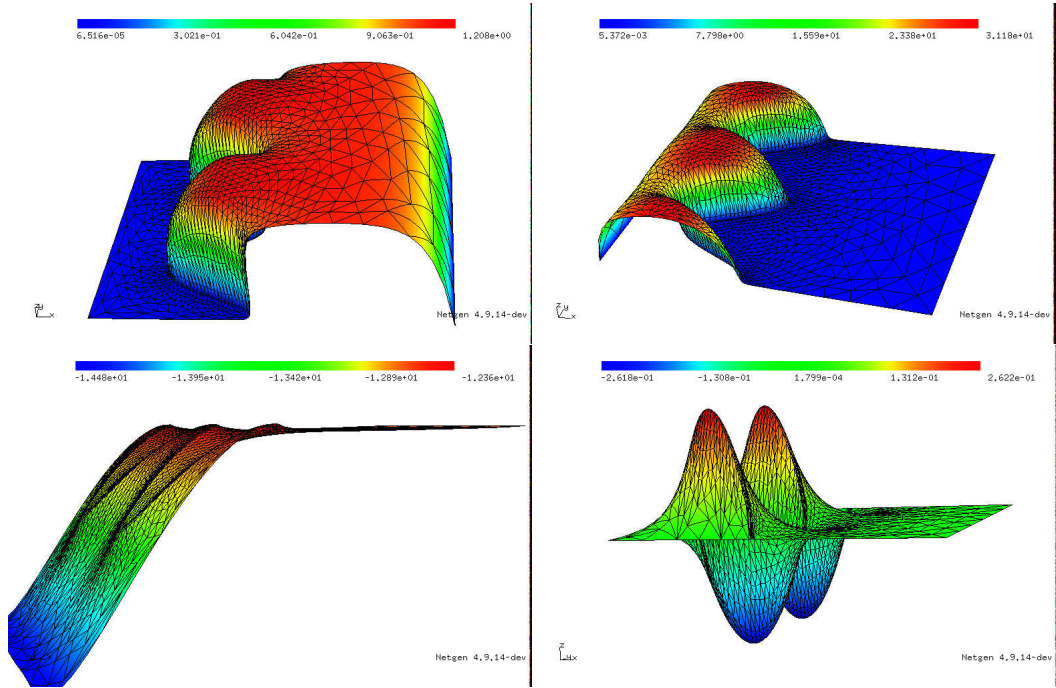 6.516e-05 3.021e-01 6.042e-01 9.063e-01 1.208e+00
Z y x
Netgen 4.9.14-dev
5.372e-03 7.798e+00 1.559e+01 2.338e+01 3.118e+01
Z y x
Netgen 4.9.14-dev
-1.448e+01 -1.395e+01 -1.342e+01 -1.289e+01 -1.236e+01
Netgen 4.9.14-dev
-2.618e-01 -1.308e-01 1.799e-04 1.312e-01 2.622e-01
Z y x
Netgen 4.9.14-dev